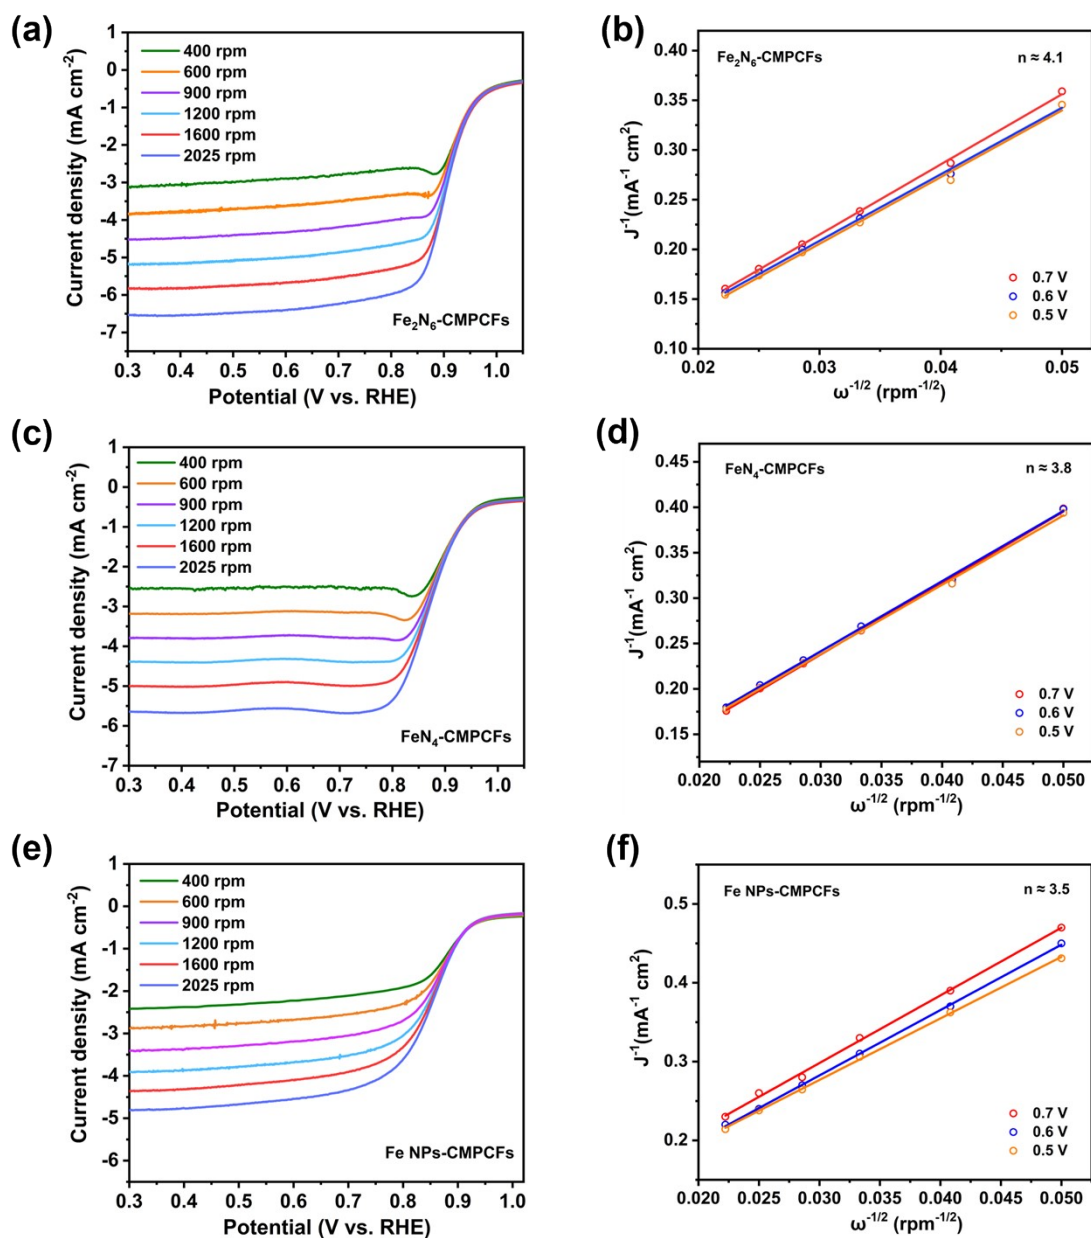 (a)
400 rpm
600 rpm
900 rpm
1200 rpm
1600 rpm
2025 rpm
1
0
-1
-2
-3
-4
-5
-6
-7
Current density (mA cm⁻²)
Fe₂N₆-CMPCFs
0.3 0.4 0.5 0.6 0.7 0.8 0.9 1.0
Potential (V vs. RHE)
(b)
Fe₂N₆-CMPCFs
n ≈ 4.1
0.40
0.35
0.30
0.25
0.20
0.15
0.10
J⁻¹(mA⁻¹ cm²)
0.7 V
0.6 V
0.5 V
0.02 0.03 0.04 0.05
ω⁻¹/² (rpm⁻¹/²)
(c)
400 rpm
600 rpm
900 rpm
1200 rpm
1600 rpm
2025 rpm
1
0
-1
-2
-3
-4
-5
-6
-7
Current density (mA cm⁻²)
FeN₄-CMPCFs
0.3 0.4 0.5 0.6 0.7 0.8 0.9 1.0
Potential (V vs. RHE)
(d)
FeN₄-CMPCFs
n ≈ 3.8
0.45
0.40
0.35
0.30
0.25
0.20
0.15
J⁻¹(mA⁻¹ cm²)
0.7 V
0.6 V
0.5 V
0.020 0.025 0.030 0.035 0.040 0.045 0.050
ω⁻¹/² (rpm⁻¹/²)
(e)
400 rpm
600 rpm
900 rpm
1200 rpm
1600 rpm
2025 rpm
1
0
-1
-2
-3
-4
-5
-6
Current density (mA cm⁻²)
Fe NPs-CMPCFs
0.3 0.4 0.5 0.6 0.7 0.8 0.9 1.0
Potential (V vs. RHE)
(f)
Fe NPs-CMPCFs
n ≈ 3.5
0.5
0.4
0.3
0.2
J⁻¹(mA⁻¹ cm²)
0.7 V
0.6 V
0.5 V
0.020 0.025 0.030 0.035 0.040 0.045 0.050
ω⁻¹/² (rpm⁻¹/²)